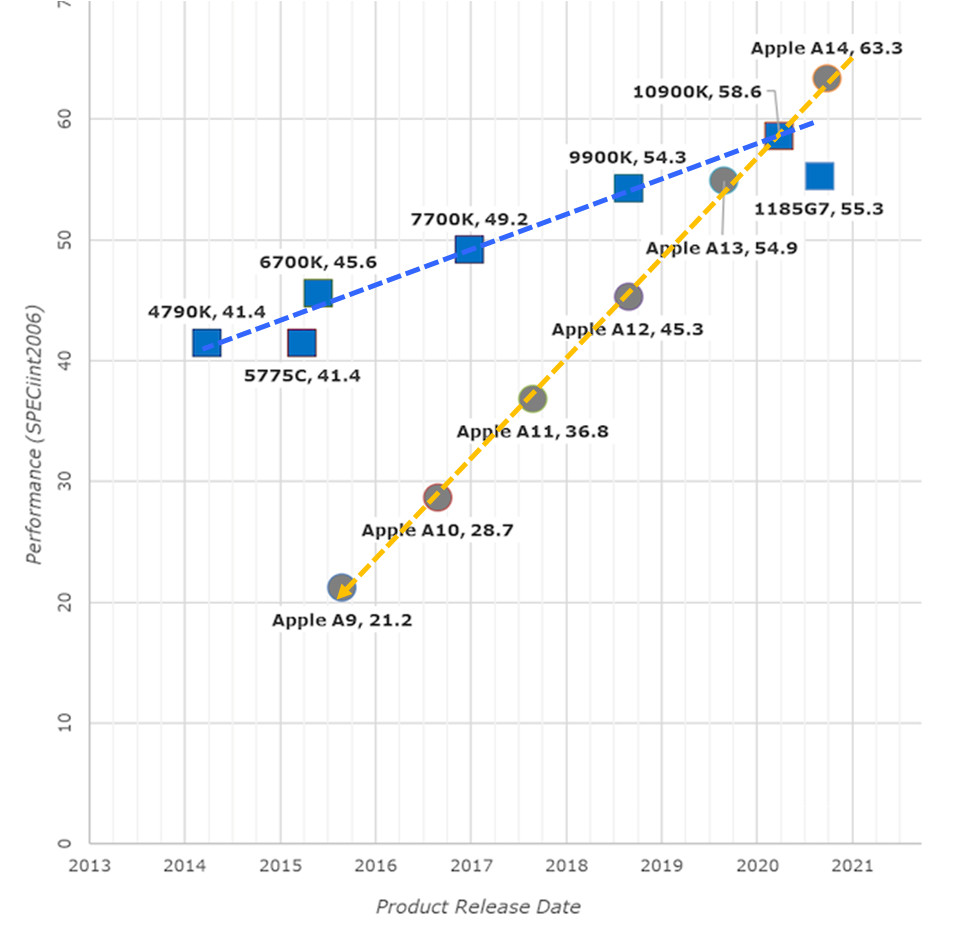 7
Apple A14, 63.3
10900K, 58.6
60
9900K, 54.3
1185G7, 55.3
7700K, 49.2
50
Apple A13, 54.9
6700K, 45.6
4790K, 41.4
Apple A12, 45.3
40
5775C, 41.4
Apple A11, 36.8
30
Apple A10, 28.7
20
Apple A9, 21.2
10
0
Performance (SPECiint2006)
2013 2014 2015 2016 2017 2018 2019 2020 2021
Product Release Date